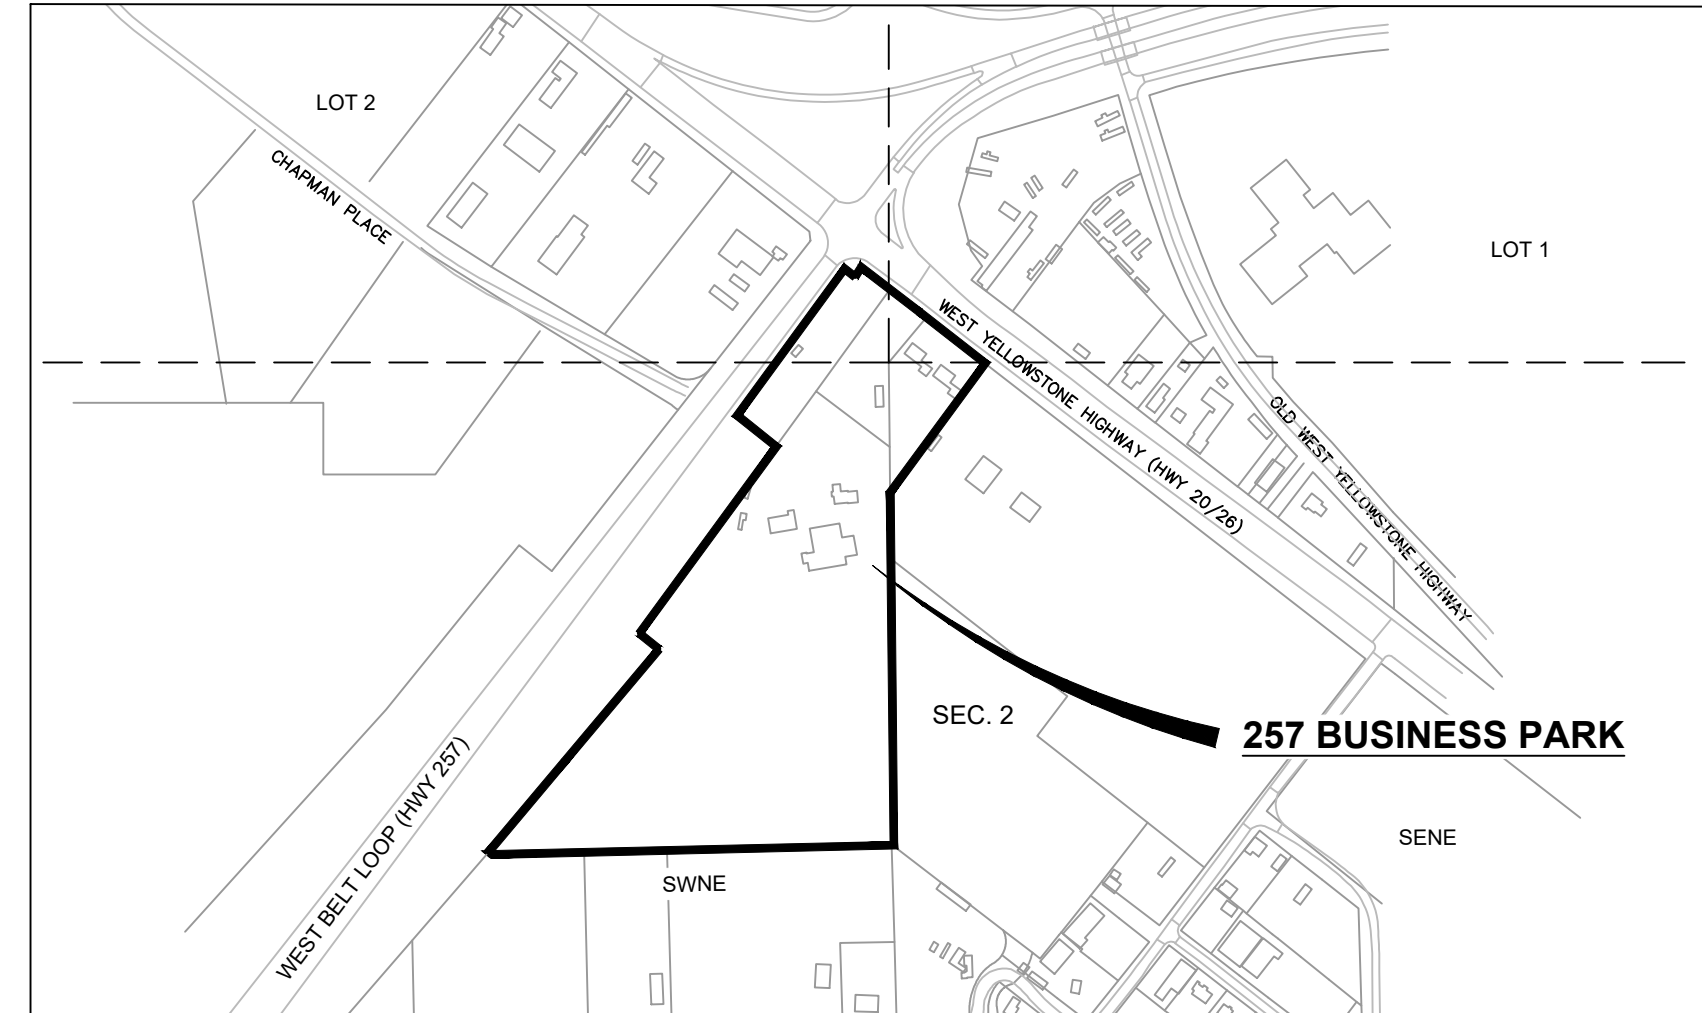 LOT 2
CHAPMAN PLACE
LOT 1
WEST YELLOWSTONE HIGHWAY (HWY 20/26)
OLD WEST YELLOWSTONE HIGHWAY
SEC. 2
257 BUSINESS PARK
WEST BELT LOOP (HWY 257)
SENE
SWNE